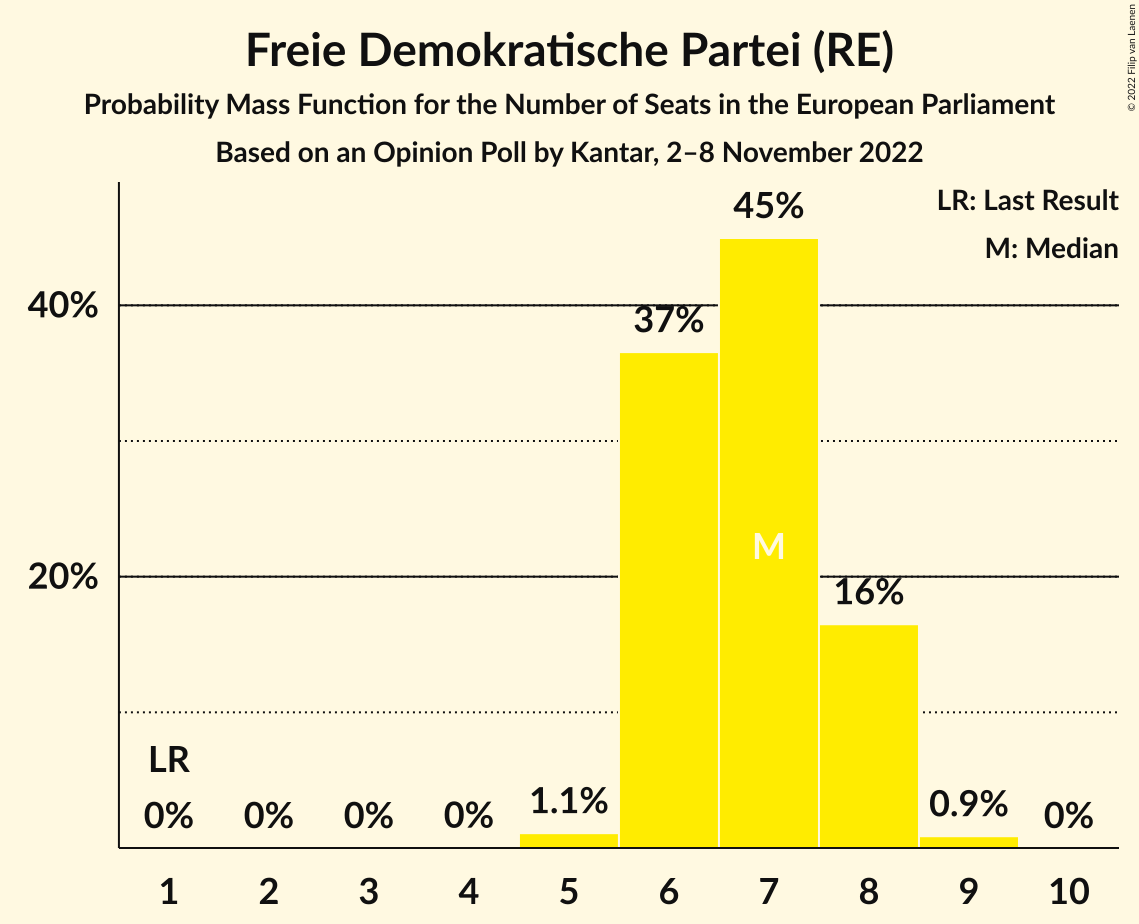 Freie Demokratische Partei (RE)
Probability Mass Function for the Number of Seats in the European Parliament
Based on an Opinion Poll by Kantar, 2–8 November 2022
© 2022 Filip van Laenen
LR: Last Result
M: Median
45%
40%
37%
M
20%
16%
LR
0% 0% 0% 0% 1.1% 0.9% 0%
1 2 3 4 5 6 7 8 9 10